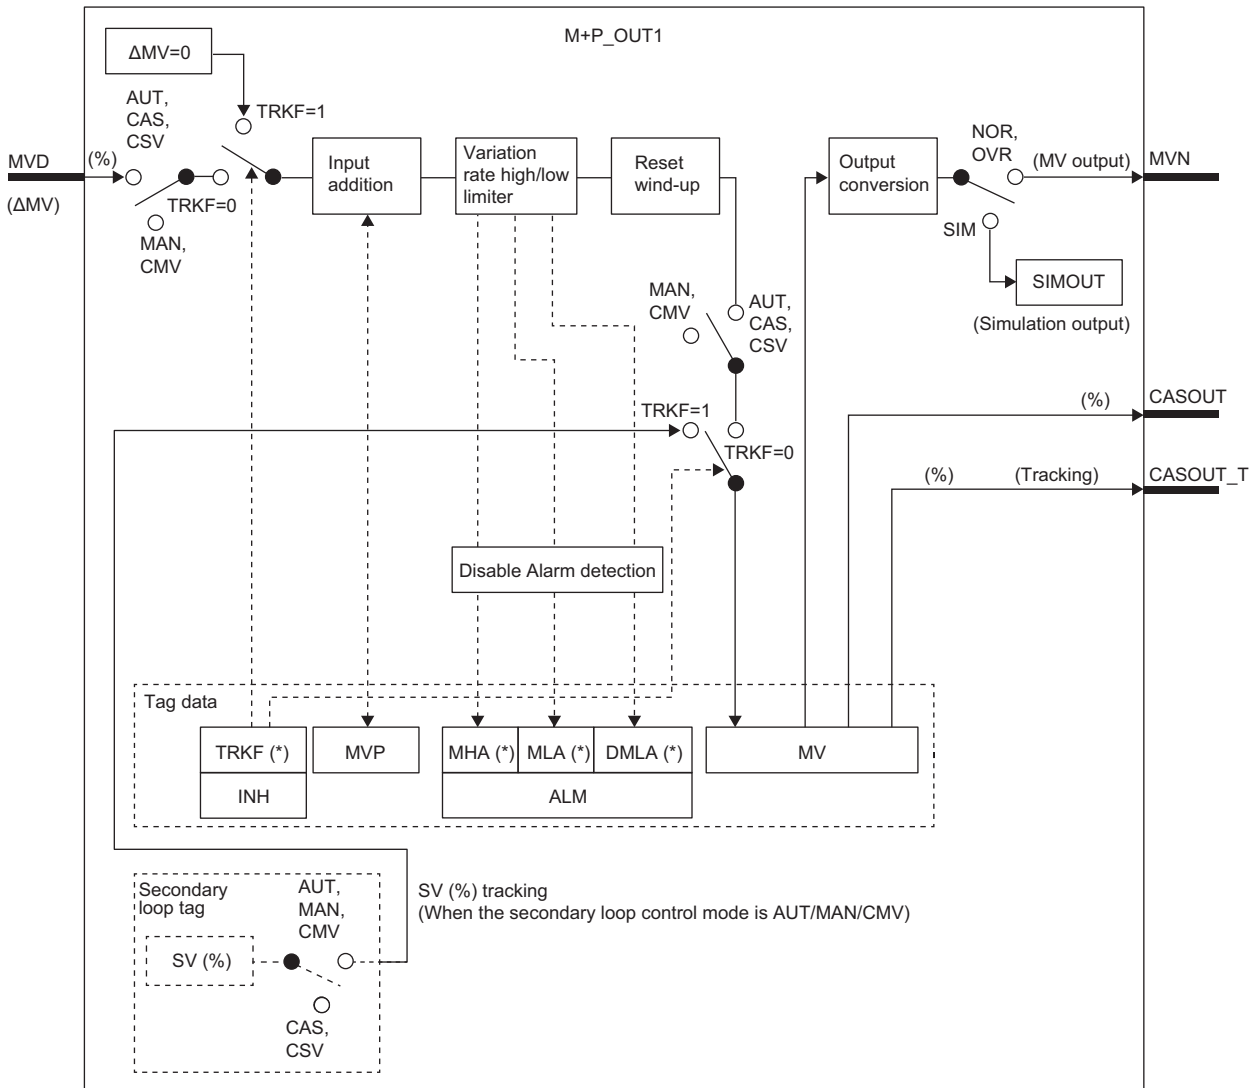 M+P_OUT1
ΔMV=0
AUT,
CAS,
CSV
TRKF=1
MVD
(%)
(ΔMV)
TRKF=0
MAN,
CMV
Input
addition
Variation
rate high/low
limiter
Reset
wind-up
Output
conversion
NOR,
OVR
(MV output)
MVN
SIM
SIMOUT
(Simulation output)
MAN,
CMV
AUT,
CAS,
CSV
TRKF=1
TRKF=0
(%)
CASOUT
(%)
(Tracking)
CASOUT_T
Disable Alarm detection
Tag data
TRKF (*)
MVP
MHA (*)
MLA (*)
DMLA (*)
MV
INH
ALM
Secondary
loop tag
AUT,
MAN,
CMV
SV (%) tracking
(When the secondary loop control mode is AUT/MAN/CMV)
SV (%)
CAS,
CSV